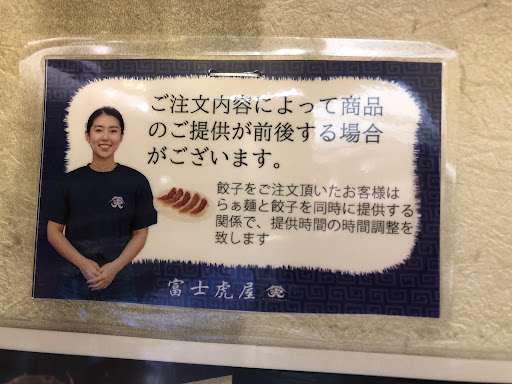 ご注文内容によって商品
のご提供が前後する場合
がございます。
餃子をご注文頂いたお客様は
らぁ麺と餃子を同時に提供する
関係で、提供時間の時間調整を
致します
富士虎屋